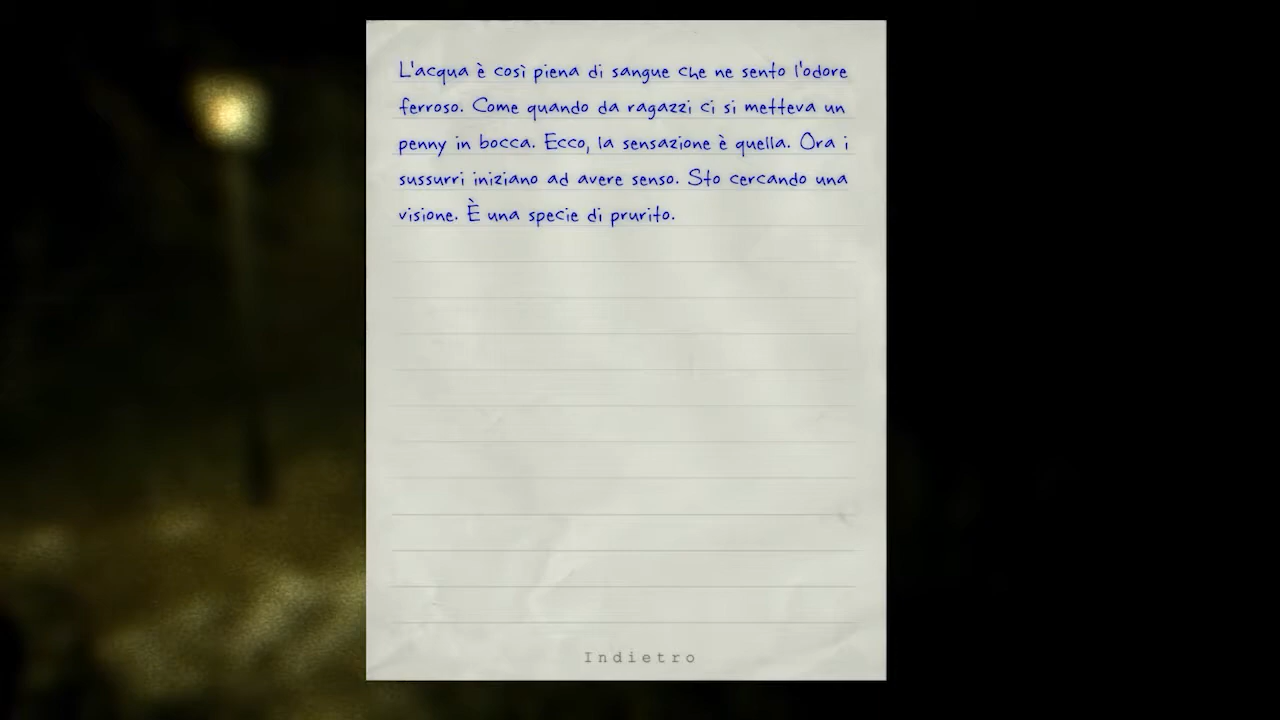 L'acqua è così piena di sangue che ne sento l'odore
ferroso. Come quando da ragazzi ci si metteva un
penny in bocca. Ecco, la sensazione è quella. Ora i
sussurri iniziano ad avere senso. Sto cercando una
visione. È una specie di prurito.
Indietro